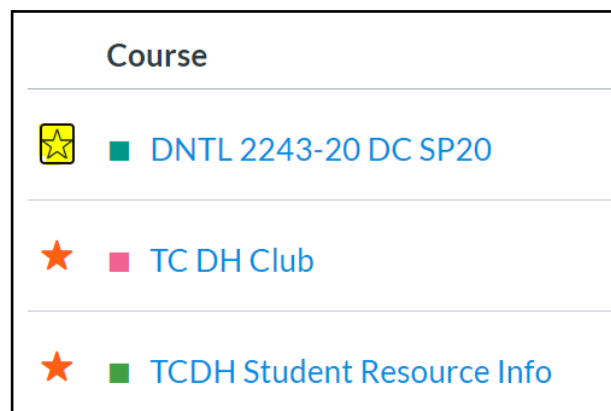 Course
DNTL 2243-20 DC SP20
TC DH Club
TCDH Student Resource Info